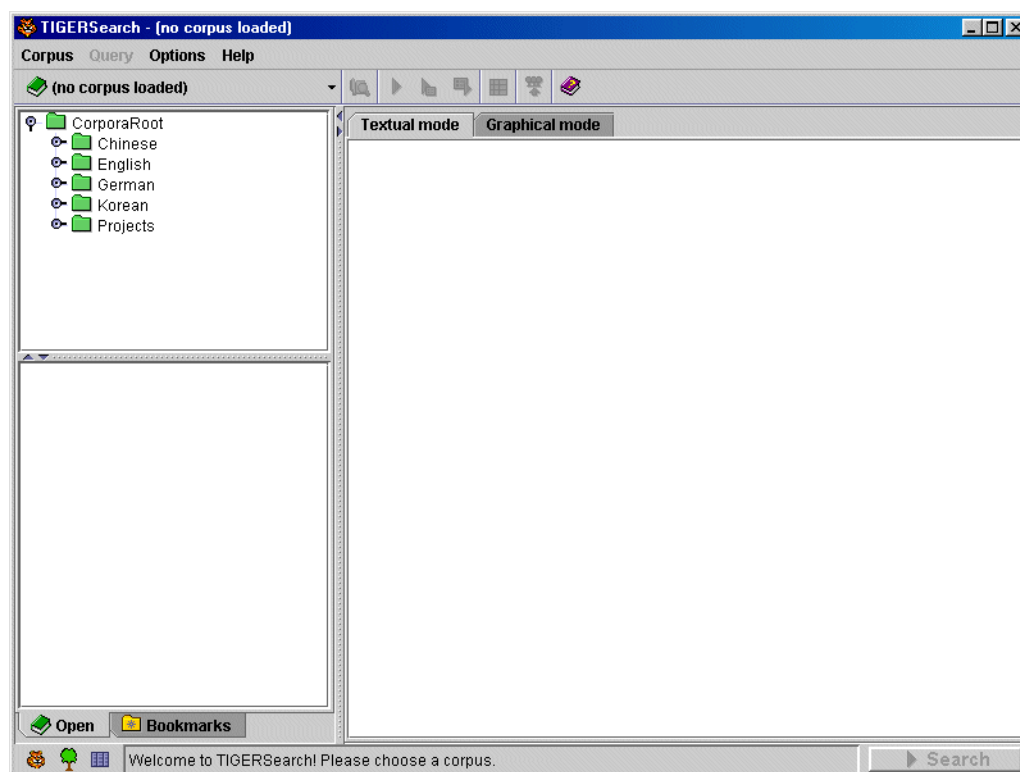 TIGERSearch - (no corpus loaded)
Corpus Query Options Help
(no corpus loaded)
CorporaRoot
Chinese
English
German
Korean
Projects
Textual mode Graphical mode
Open Bookmarks
Welcome to TIGERSearch! Please choose a corpus.
Search